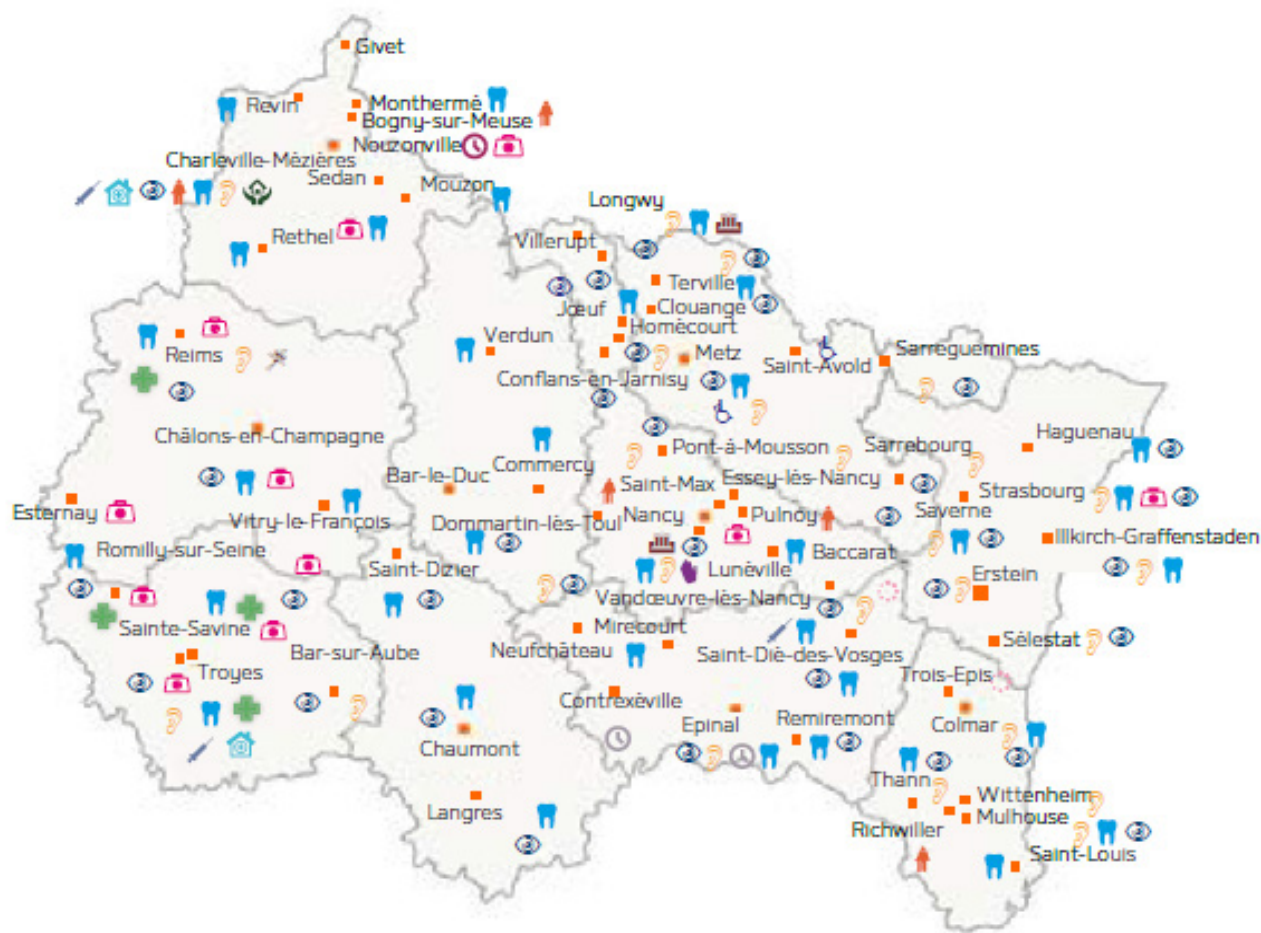 Givet
Revin
Monthermé
Bogny-sur-Meuse
Nouzonville
Charleville-Mézières
Sedan
Mouzon
Longwy
Rethel
Villerupt
Terville
Jœuf
Clouange
Homécourt
Verdun
Metz
Reims
Saint-Avold
Sarreguemines
Conflans-en-Jarnisy
Châlons-en-Champagne
Pont-à-Mousson
Sarrebourg
Haguenau
Commercy
Bar-le-Duc
Essey-lès-Nancy
Saint-Max
Strasbourg
Esternay
Vitry-le-François
Dommartin-lès-Toul
Nancy
Pulnoy
Saverne
Illkirch-Graffenstaden
Romilly-sur-Seine
Saint-Dizier
Baccarat
Lunéville
Erstein
Vandœuvre-lès-Nancy
Sainte-Savine
Mirecourt
Sélestat
Bar-sur-Aube
Neufchâteau
Saint-Dié-des-Vosges
Troyes
Trois-Epis
Contrexéville
Epinal
Remiremont
Colmar
Chaumont
Thann
Wittenheim
Langres
Mulhouse
Richwiller
Saint-Louis